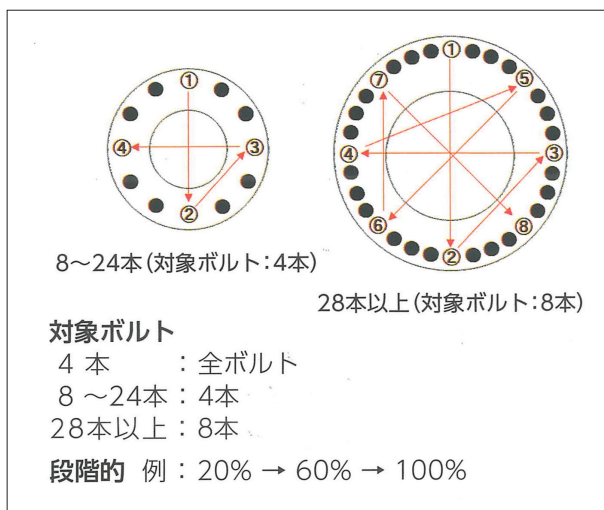 ①
④ ③
②
8〜24本(対象ボルト:4本)
①
⑦ ⑤
④ ③
⑥ ⑧
②
28本以上(対象ボルト:8本)
対象ボルト
4 本 :全ボルト
8 〜24本:4本
28本以上:8本
段階的 例:20% → 60% → 100%